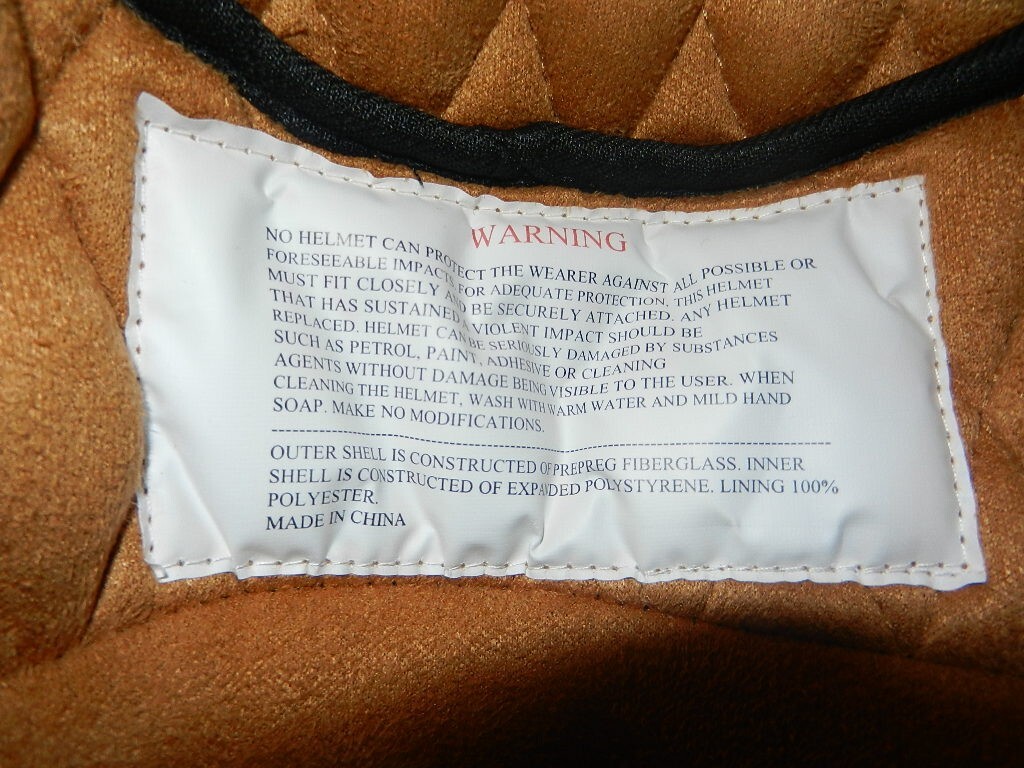 WARNING
NO HELMET CAN PROTECT THE WEARER AGAINST ALL POSSIBLE OR
FORESEEABLE IMPACTS. FOR ADEQUATE PROTECTION, THIS HELMET
MUST FIT CLOSELY AND BE SECURELY ATTACHED. ANY HELMET
THAT HAS SUSTAINED A VIOLENT IMPACT SHOULD BE
REPLACED. HELMET CAN BE SERIOUSLY DAMAGED BY SUBSTANCES
SUCH AS PETROL, PAINT, ADHESIVE OR CLEANING
AGENTS WITHOUT DAMAGE BEING VISIBLE TO THE USER. WHEN
CLEANING THE HELMET, WASH WITH WARM WATER AND MILD HAND
SOAP. MAKE NO MODIFICATIONS.
OUTER SHELL IS CONSTRUCTED OF PREPREG FIBERGLASS. INNER
SHELL IS CONSTRUCTED OF EXPANDED POLYSTYRENE. LINING 100%
POLYESTER.
MADE IN CHINA